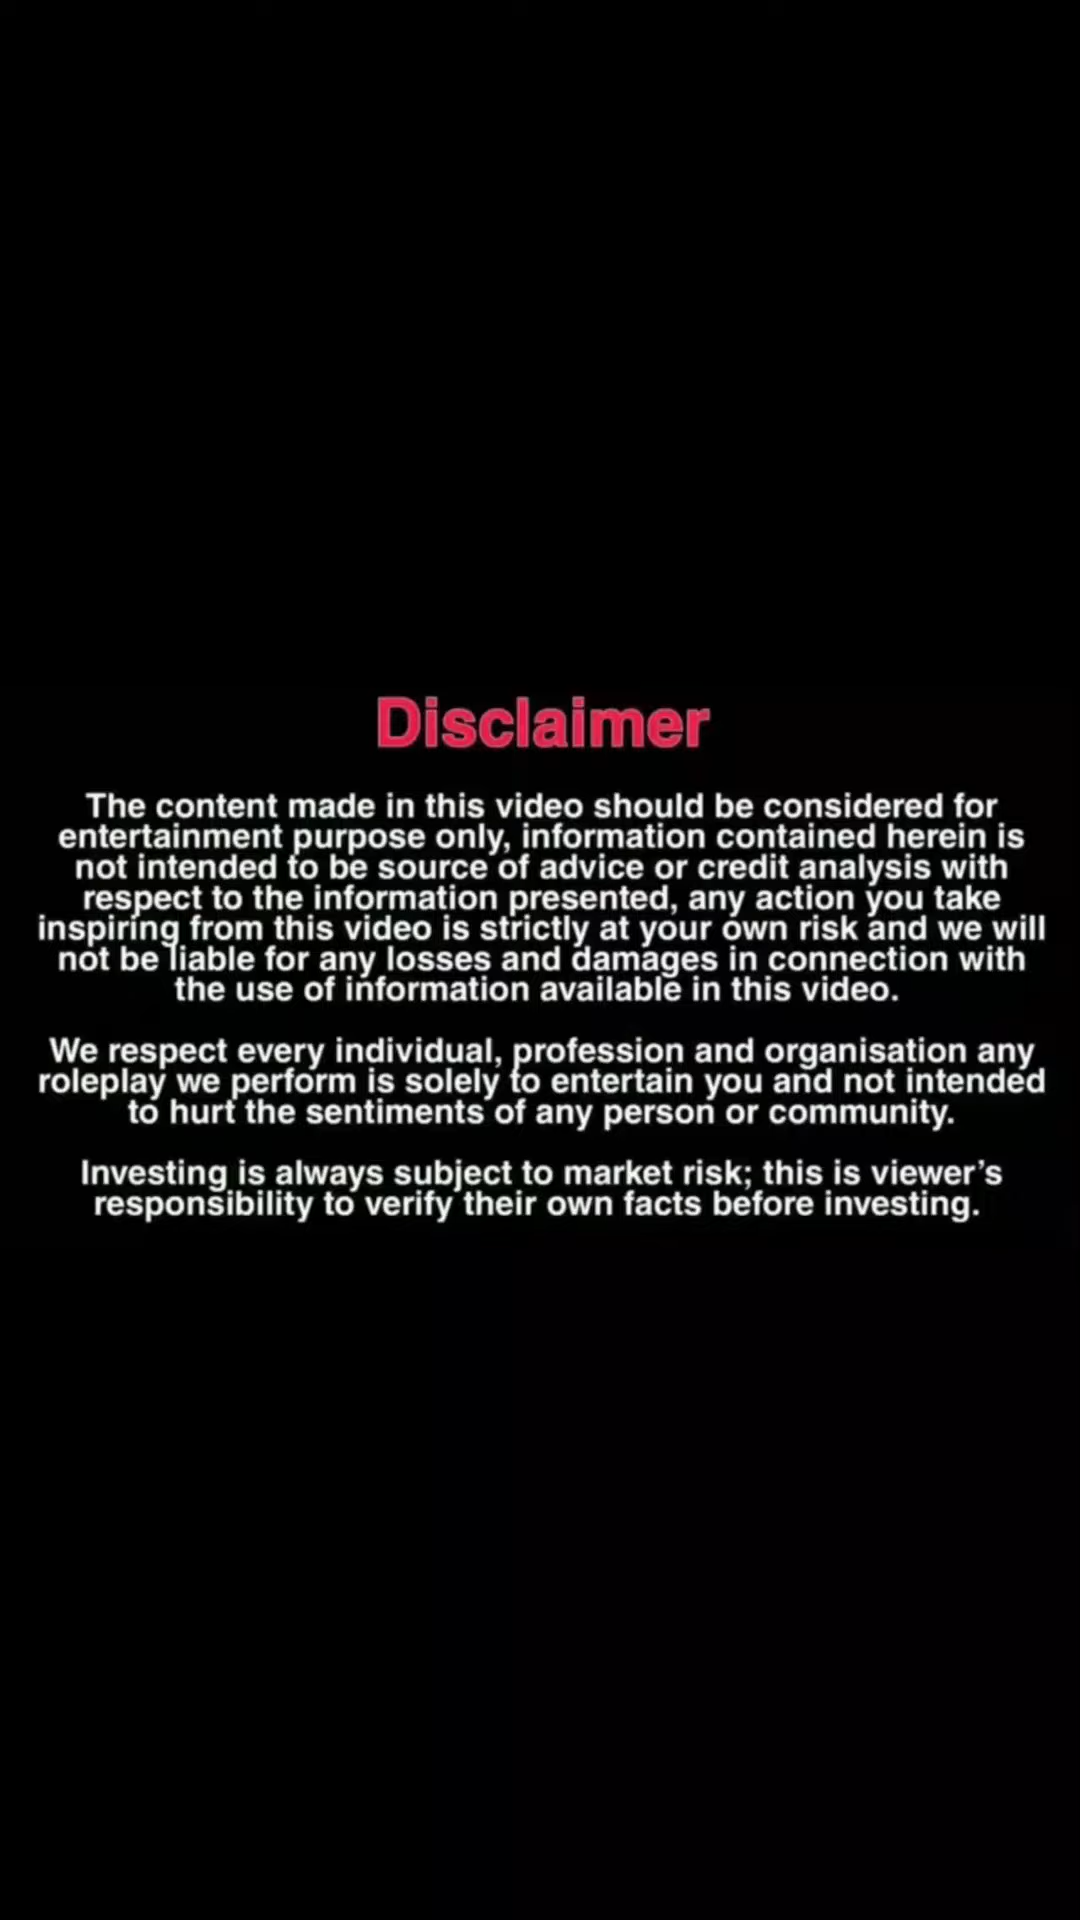 Disclaimer
The content made in this video should be considered for
entertainment purpose only, information contained herein is
not intended to be source of advice or credit analysis with
respect to the information presented, any action you take
inspiring from this video is strictly at your own risk and we will
not be liable for any losses and damages in connection with
the use of information available in this video.
We respect every individual, profession and organisation any
roleplay we perform is solely to entertain you and not intended
to hurt the sentiments of any person or community.
Investing is always subject to market risk; this is viewer’s
responsibility to verify their own facts before investing.